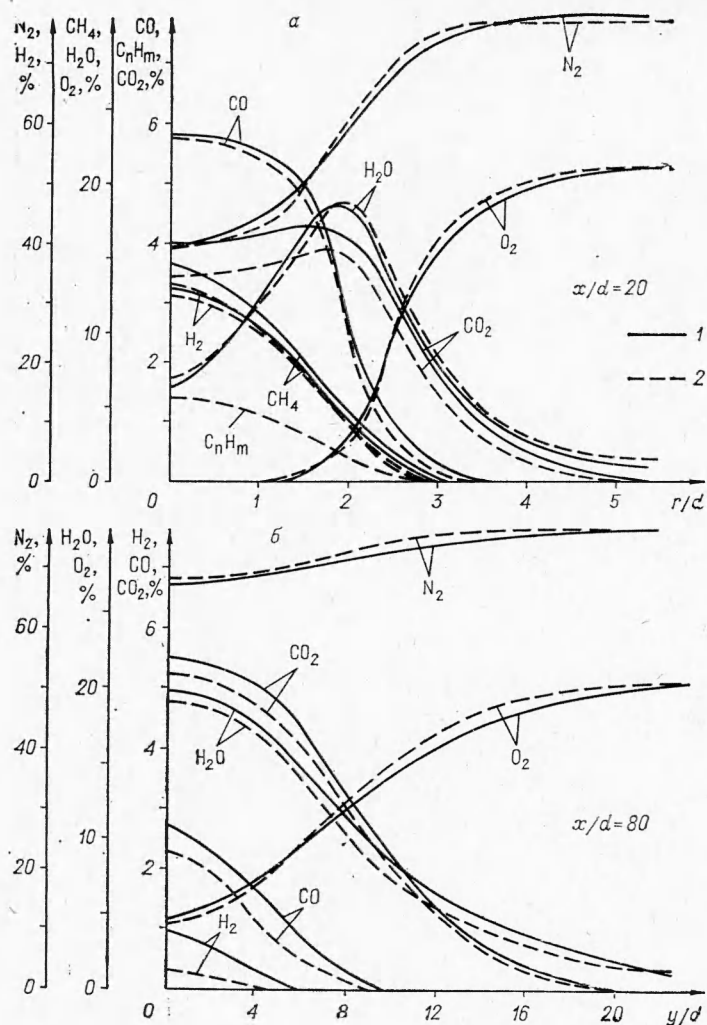 N₂,
H₂,
%
CH₄,
H₂O,
O₂,%
CO,
CₙHₘ,
CO₂,%
а
N₂
60
6
CO
H₂O
20
O₂
40
4
x/d=20
10
CO₂
1
H₂
20
2
CH₄
2
CₙHₘ
0
0
0
1
2
3
4
5
r/d
N₂,
%
H₂O,
O₂,
%
H₂,
CO,
CO₂,%
б
N₂
60
6
CO₂
20
H₂O
O₂
40
4
10
x/d=80
20
2
CO
H₂
0
0
0
4
8
12
16
20
y/d